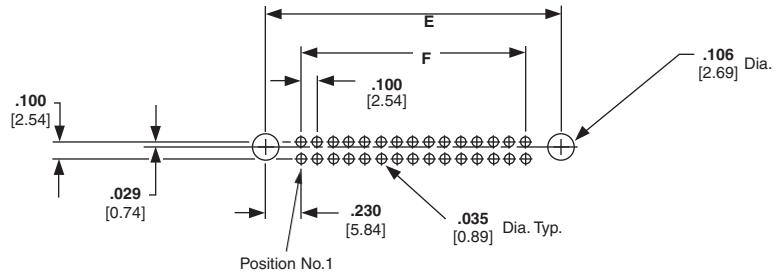 E
F
.106
[2.69] Dia.
.100
[2.54]
.100
[2.54]
.029
[0.74]
.230
[5.84]
.035
[0.89] Dia. Typ.
Position No.1